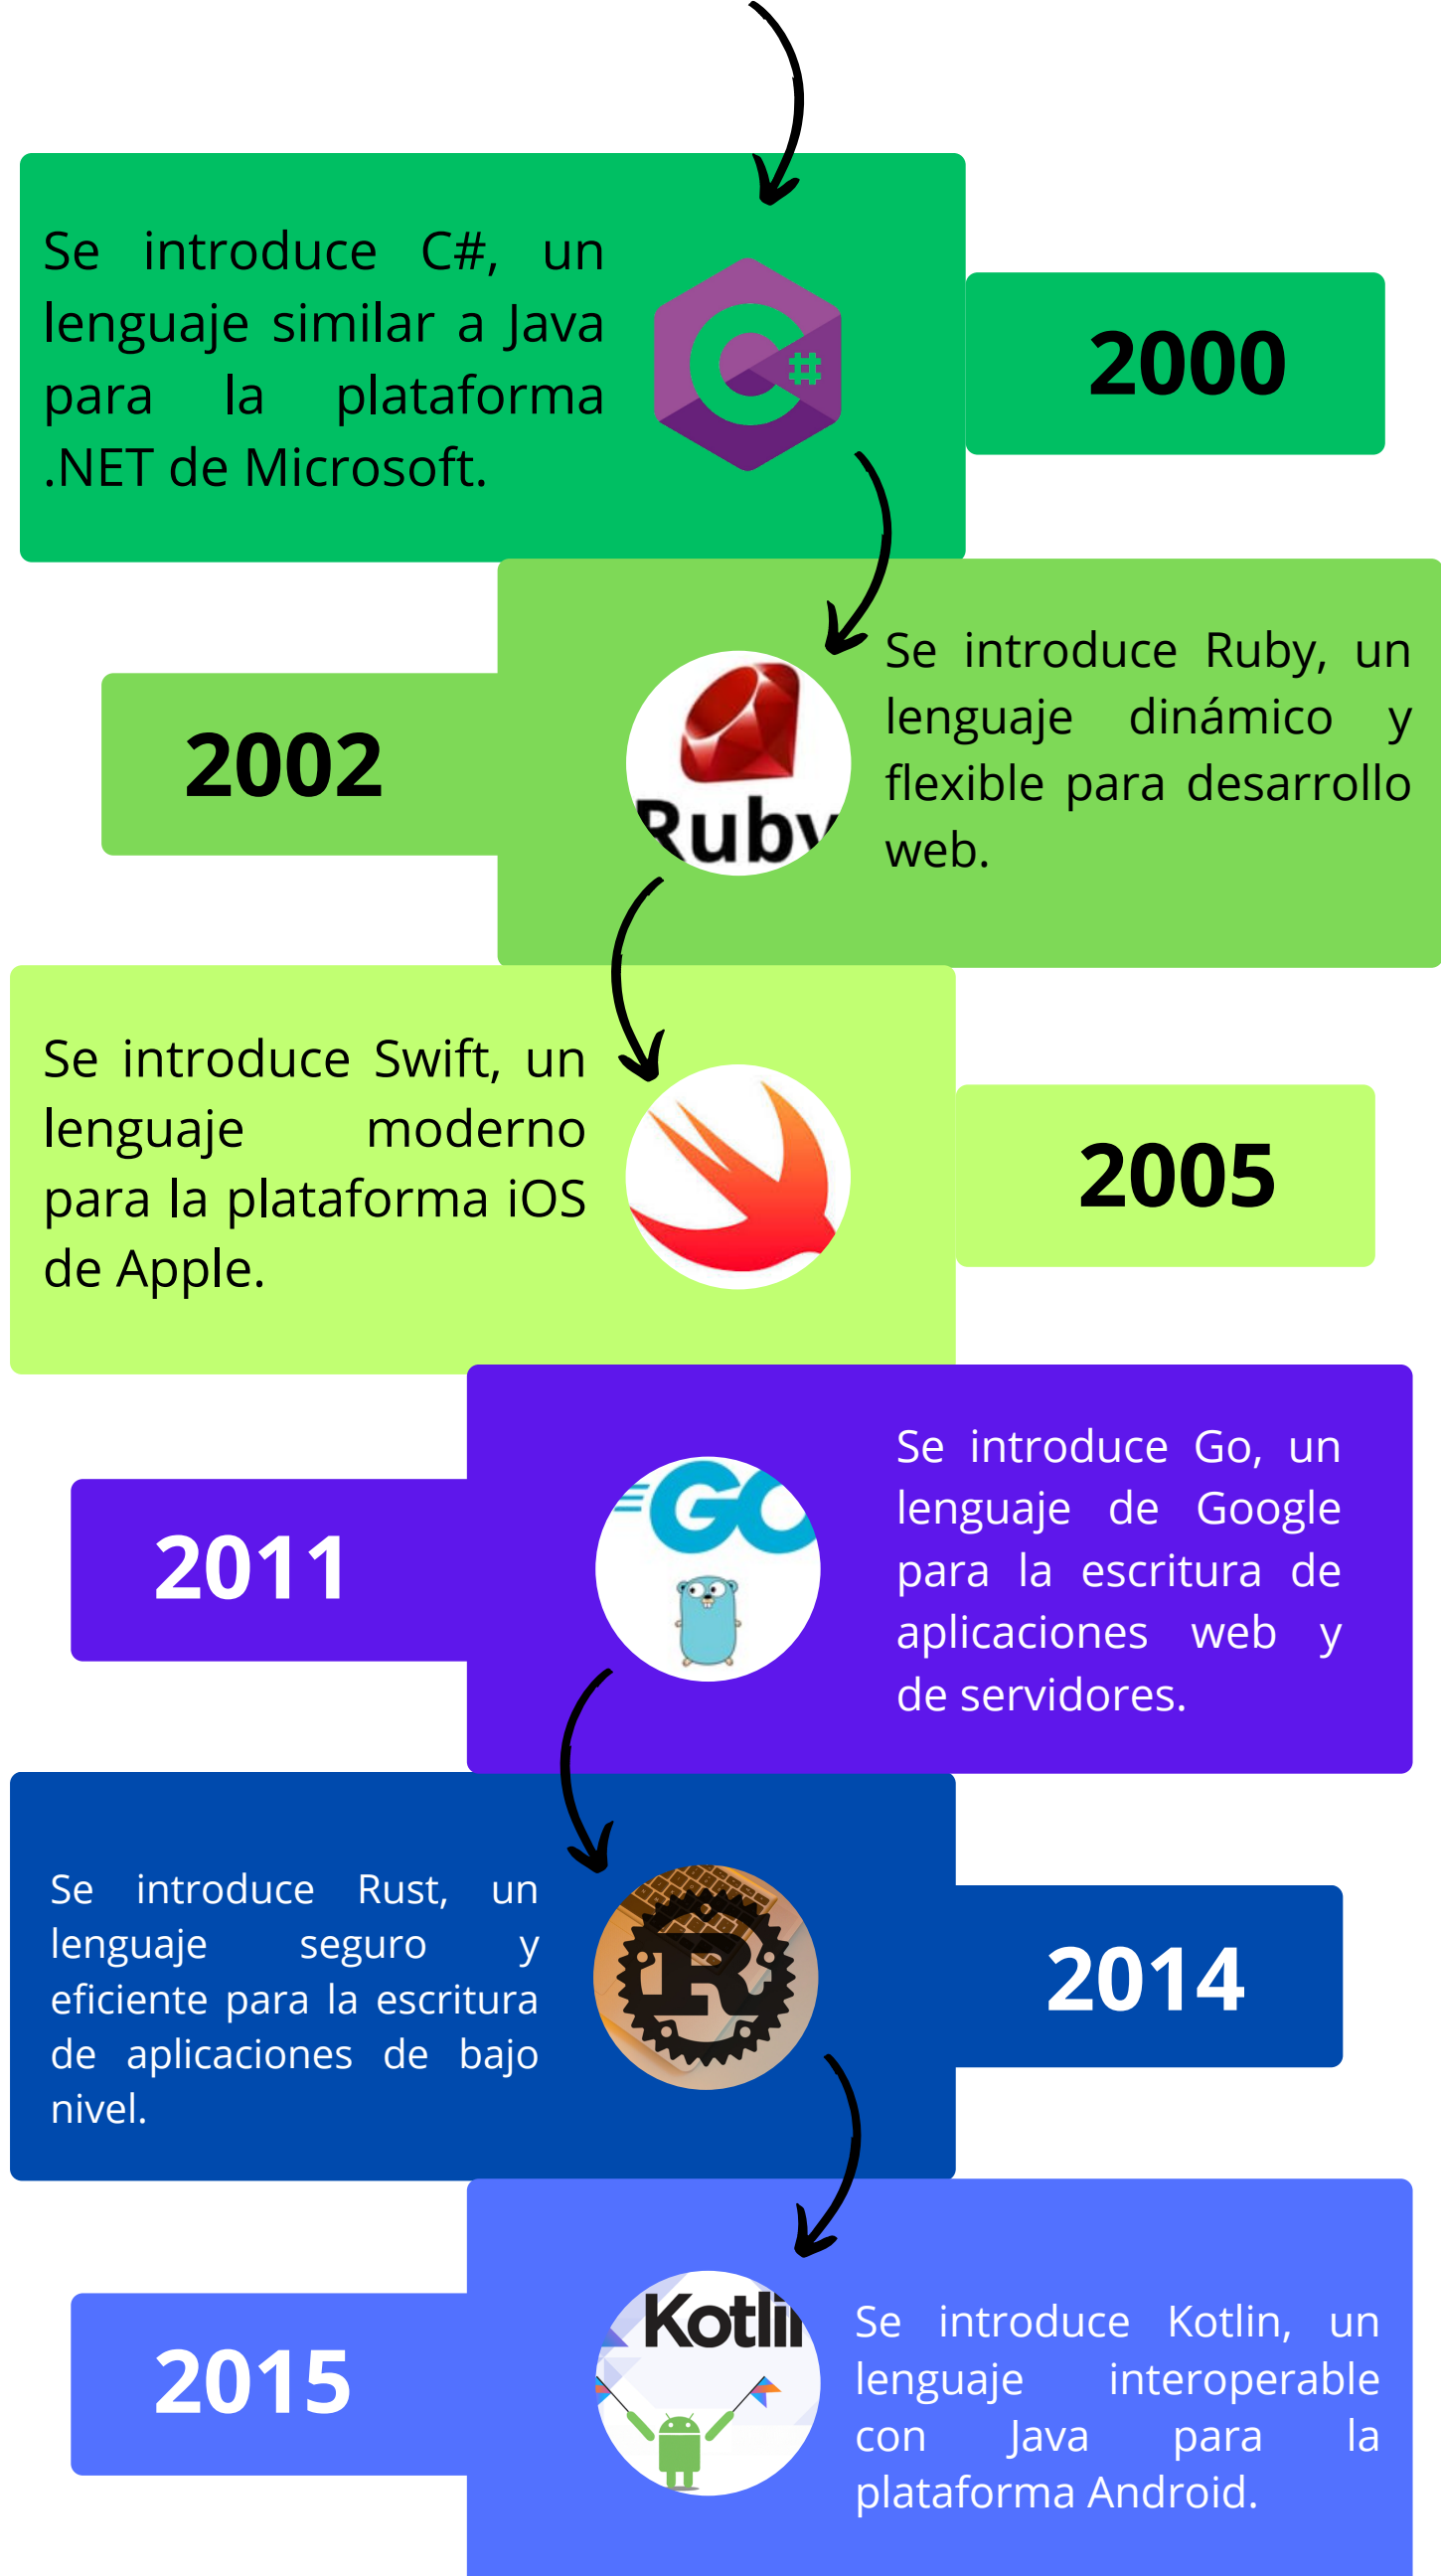 Se introduce C#, un
lenguaje similar a Java
para la plataforma
.NET de Microsoft.
C#
2000
2002
Ruby
Se introduce Ruby, un
lenguaje dinámico y
flexible para desarrollo
web.
Se introduce Swift, un
lenguaje moderno
para la plataforma iOS
de Apple.
2005
2011
GO
Se introduce Go, un
lenguaje de Google
para la escritura de
aplicaciones web y
de servidores.
Se introduce Rust, un
lenguaje seguro y
eficiente para la escritura
de aplicaciones de bajo
nivel.
R
2014
2015
Kotlin
Se introduce Kotlin, un
lenguaje interoperable
con Java para la
plataforma Android.